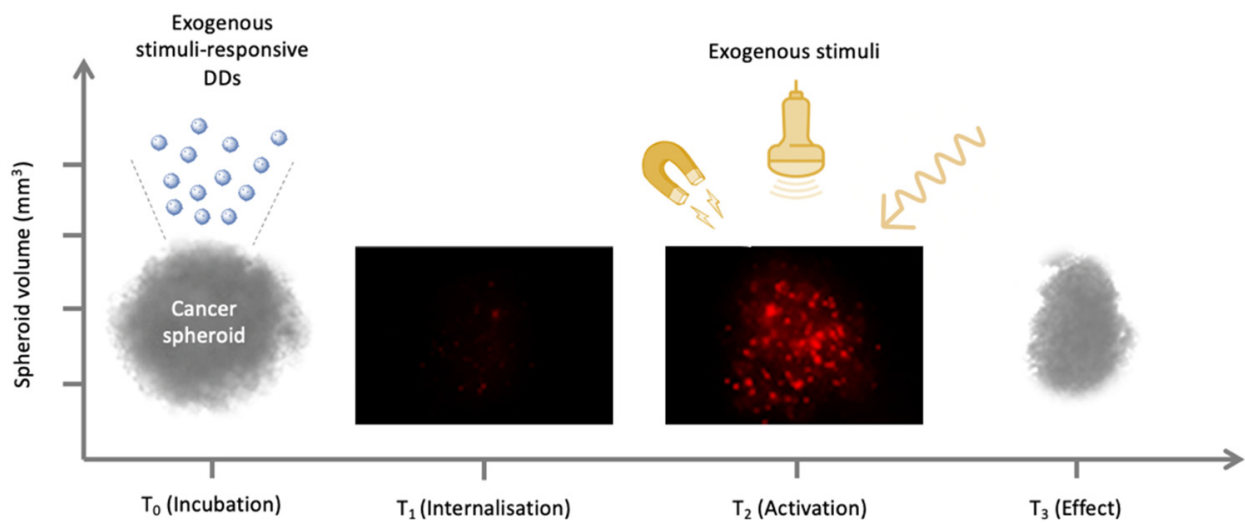 Exogenous
stimuli-responsive
DDs
Exogenous stimuli
Spheroid volume (mm³)
Cancer
spheroid
T₀ (Incubation)
T₁ (Internalisation)
T₂ (Activation)
T₃ (Effect)